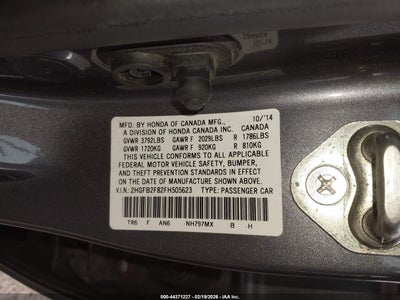 MFD. BY HONDA OF CANADA MFG., 10/'14
A DIVISION OF HONDA CANADA INC. CANADA
GVWR 3792LBS GAWR F 2029LBS R 1786LBS
GVWR 1720KG GAWR F 920KG R 810KG
THIS VEHICLE CONFORMS TO ALL APPLICABLE
FEDERAL MOTOR VEHICLE SAFETY, BUMPER,
AND THEFT PREVENTION STANDARDS IN EFFECT
ON THE DATE OF MANUFACTURE SHOWN ABOVE.
V.I.N.: 2HGFB2F82FH505623 TYPE: PASSENGER CAR
TR6 F AN6 NH797MX -B -H
000-44371227 - 02/19/2026 - IAAI.COM